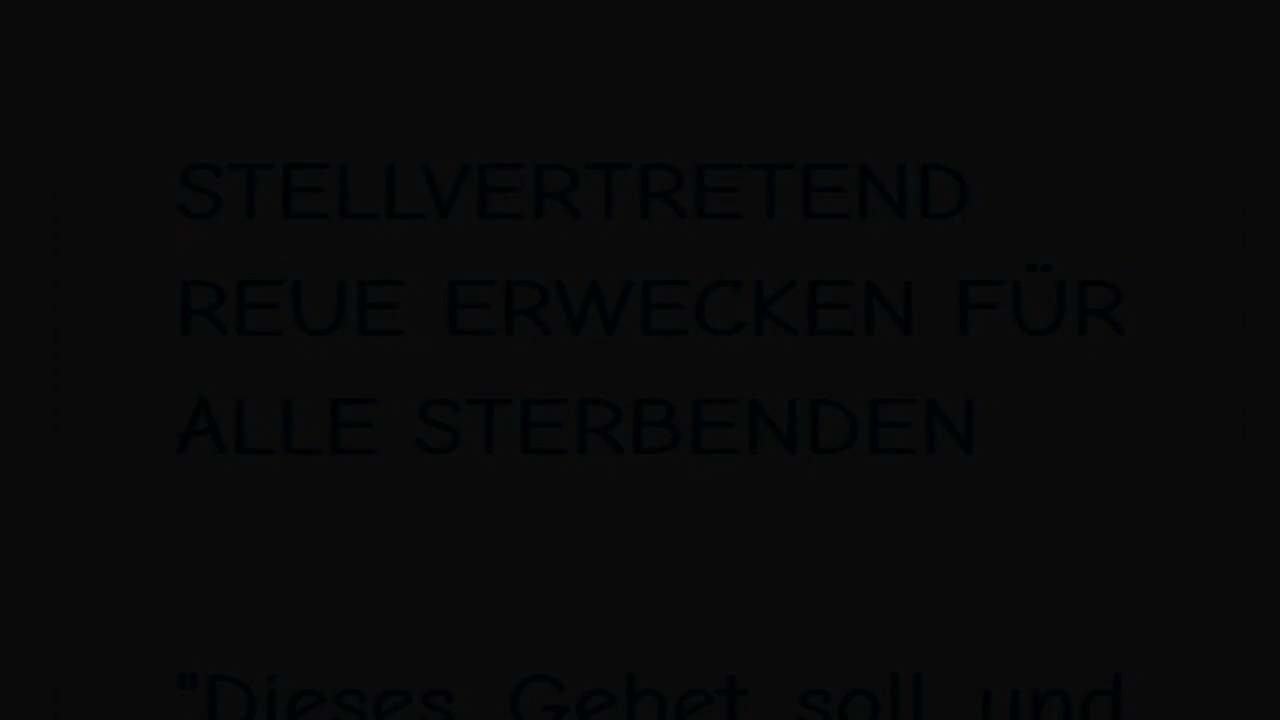 STELLVERTRETEND
REUE ERWECKEN FÜR
ALLE STERBENDEN
"Dieses Gebet soll und